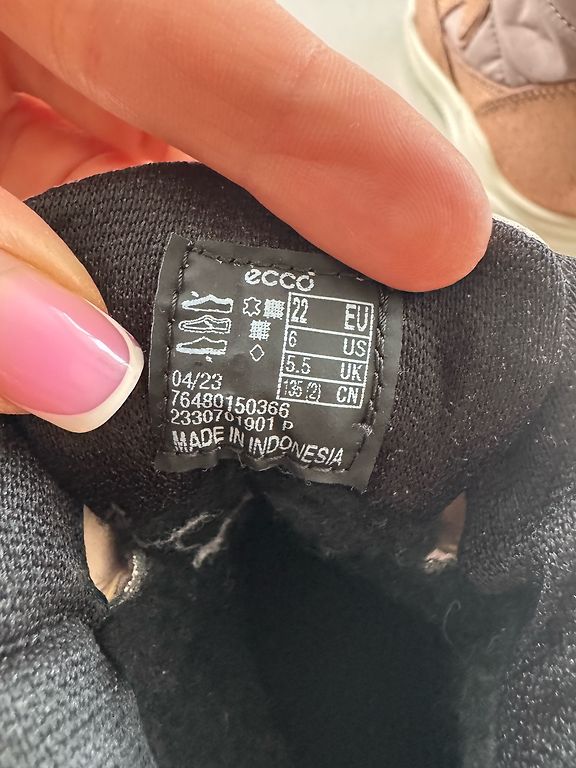 ecco
22 EU
6 US
5.5 UK
135 (2) CN
04/23
76480150366
2330701901 P
MADE IN INDONESIA